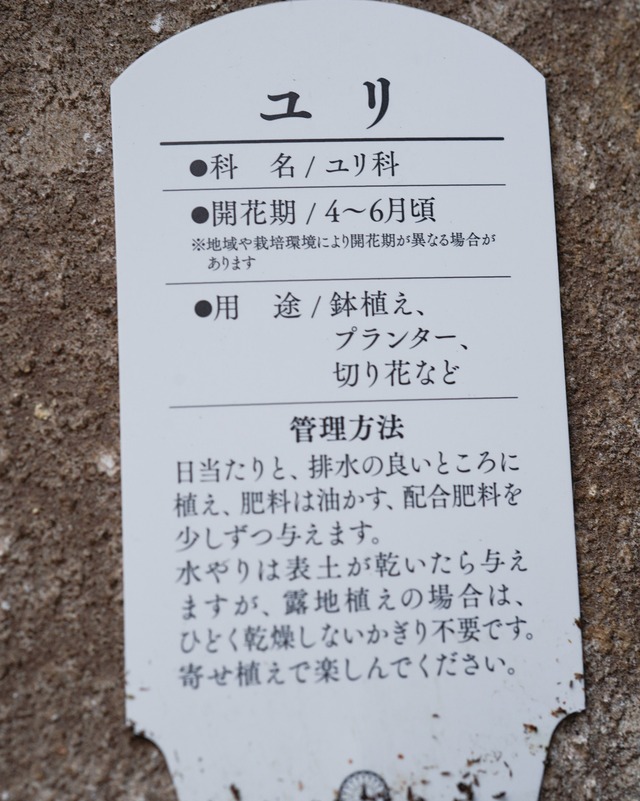 ユリ
●科 名 / ユリ科
●開花期 / 4〜6月頃
※地域や栽培環境により開花期が異なる場合が
あります
●用 途 / 鉢植え、
プランター、
切り花など
管理方法
日当たりと、排水の良いところに
植え、肥料は油かす、配合肥料を
少しずつ与えます。
水やりは表土が乾いたら与え
ますが、露地植えの場合は、
ひどく乾燥しないかぎり不要です。
寄せ植えで楽しんでください。